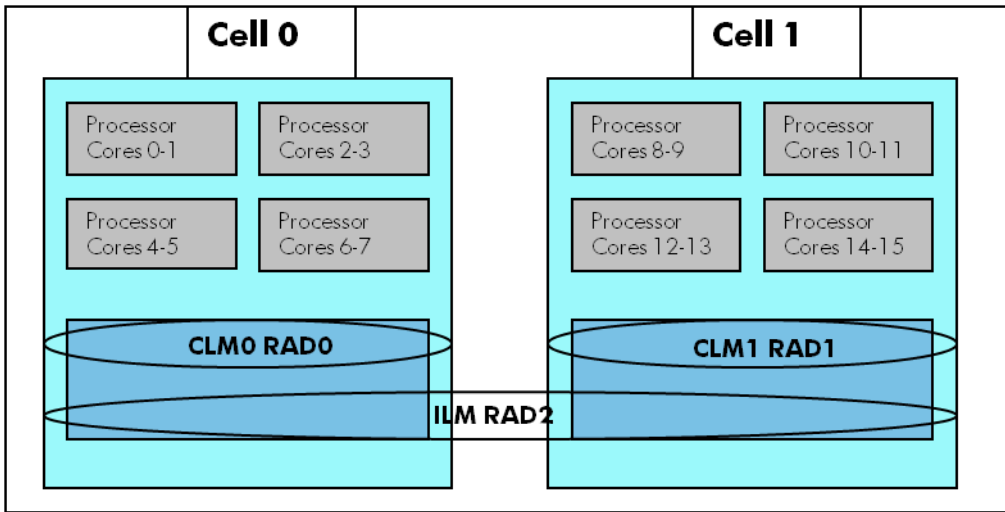 Cell 0
Cell 1
Processor
Cores 0-1
Processor
Cores 2-3
Processor
Cores 4-5
Processor
Cores 6-7
Processor
Cores 8-9
Processor
Cores 10-11
Processor
Cores 12-13
Processor
Cores 14-15
CLM0 RAD0
CLM1 RAD1
ILM RAD2